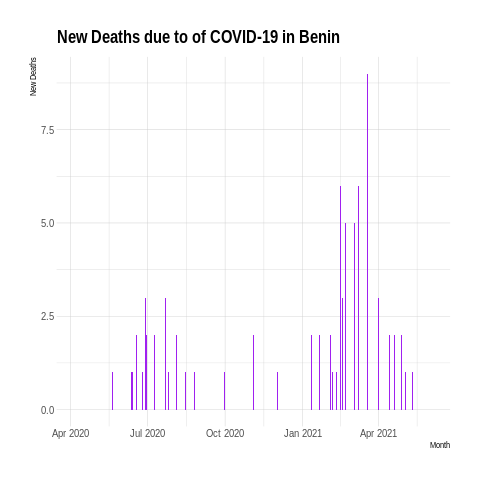 New Deaths due to of COVID-19 in Benin
New Deaths
7.5
5.0
2.5
0.0
Apr 2020 Jul 2020 Oct 2020 Jan 2021 Apr 2021
Month